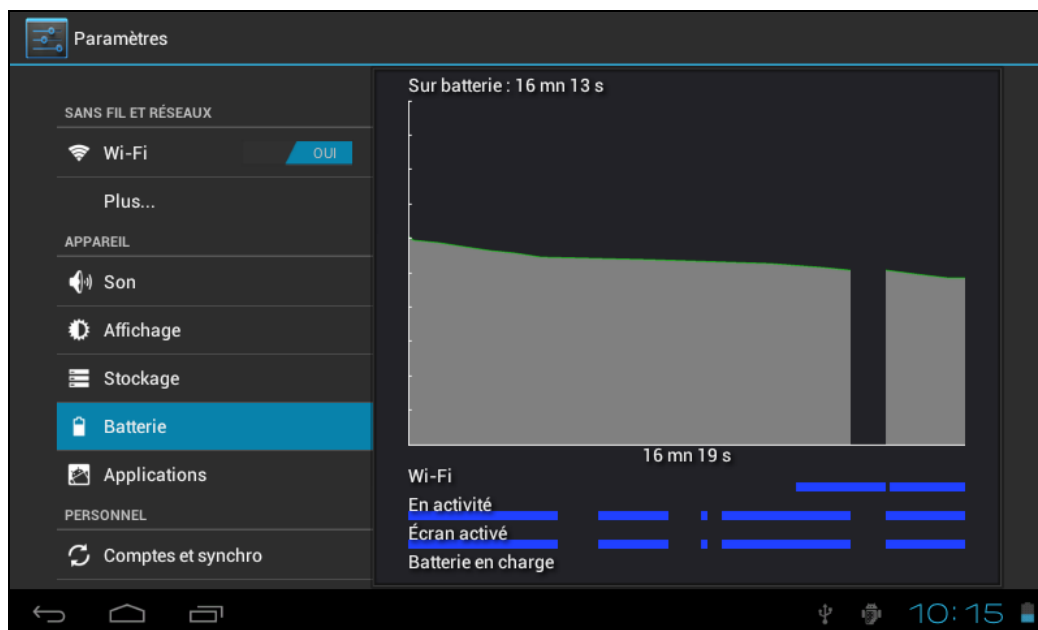 Paramètres
SANS FIL ET RÉSEAUX
Wi-Fi
OUI
Plus...
APPAREIL
Son
Affichage
Stockage
Batterie
Applications
PERSONNEL
Comptes et synchro
Sur batterie : 16 mn 13 s
16 mn 19 s
Wi-Fi
En activité
Écran activé
Batterie en charge
10:15